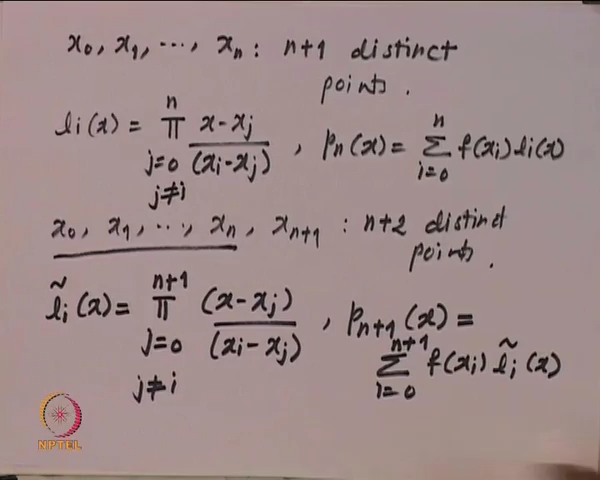 x₀, x₁, ⋯, xₙ : n+1 distinct
points.
lᵢ(x) = ∏_{j=0, j≠i}^{n} (x-xⱼ)/(xᵢ-xⱼ) , pₙ(x) = ∑_{i=0}^{n} f(xᵢ) lᵢ(x)
x₀, x₁, ⋯, xₙ, xₙ₊₁ : n+2 distinct
points.
l̃ᵢ(x) = ∏_{j=0, j≠i}^{n+1} (x-xⱼ)/(xᵢ-xⱼ) , pₙ₊₁(x) =
∑_{i=0}^{n+1} f(xᵢ) l̃ᵢ(x)
NPTEL